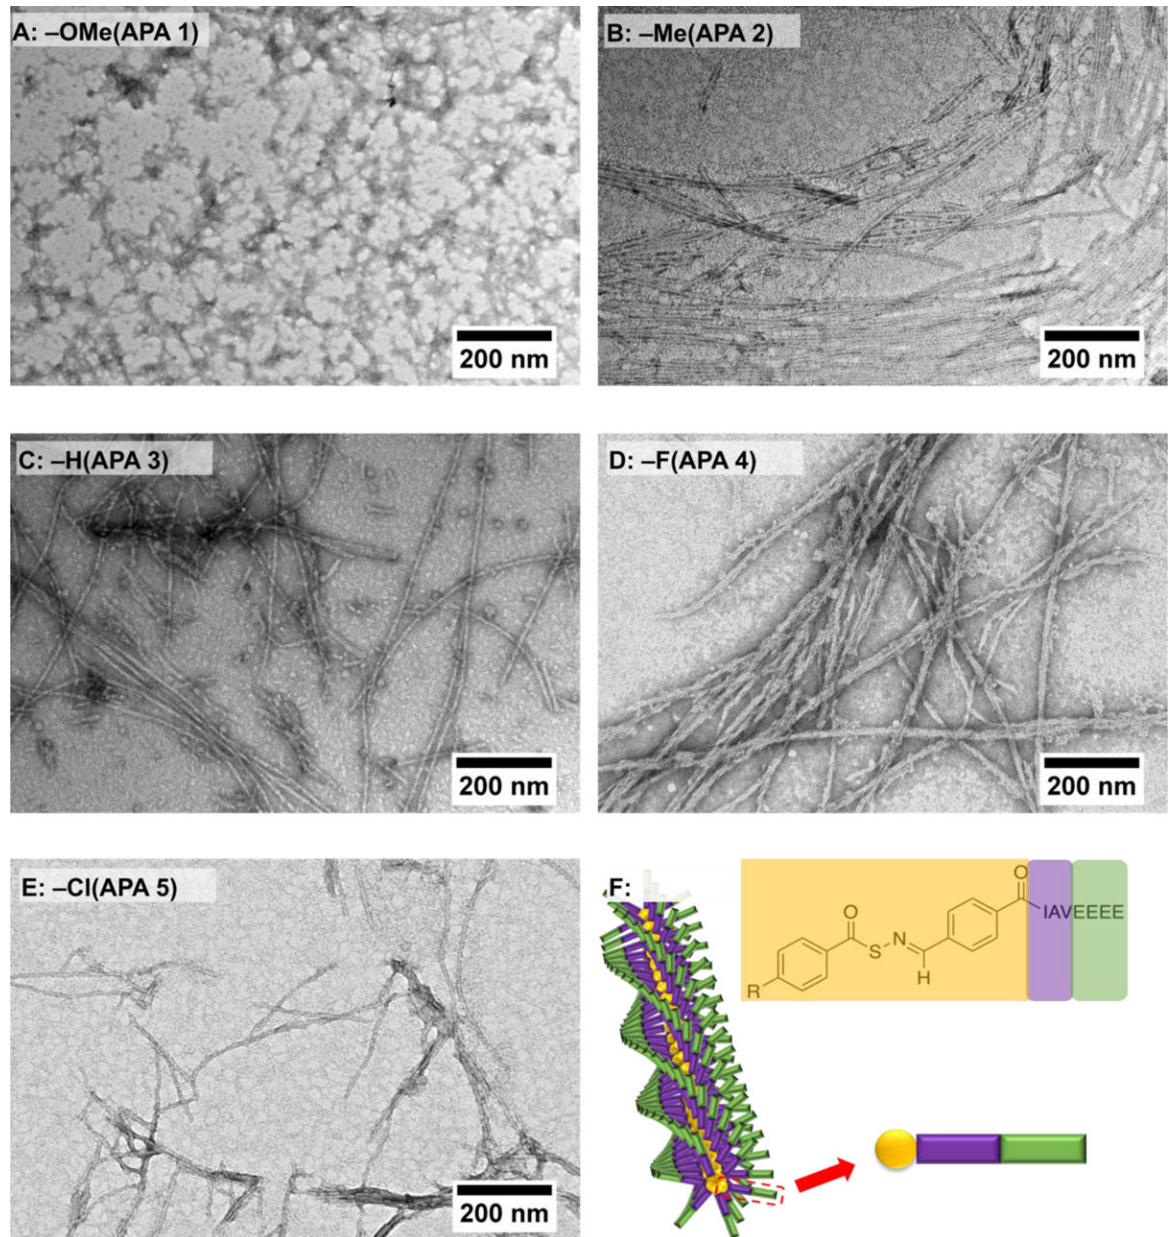 A: –OMe(APA 1)
200 nm
B: –Me(APA 2)
200 nm
C: –H(APA 3)
200 nm
D: –F(APA 4)
200 nm
E: –Cl(APA 5)
200 nm
F:
O
O
S
N
H
R
IAVEEEE